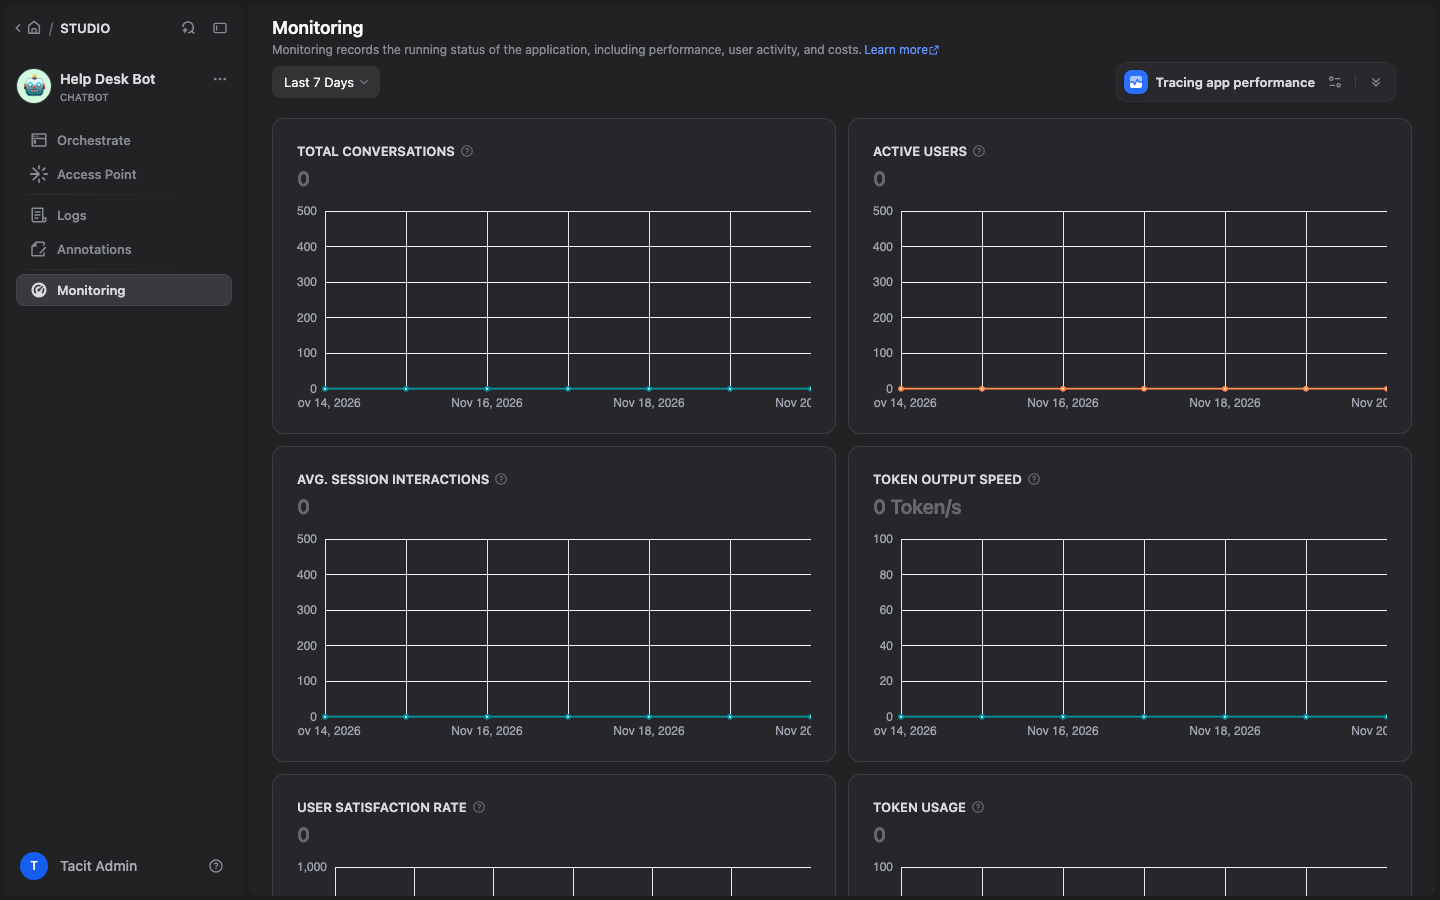 / STUDIO
Help Desk Bot
CHATBOT
Orchestrate
Access Point
Logs
Annotations
Monitoring
T Tacit Admin
Monitoring
Monitoring records the running status of the application, including performance, user activity, and costs. Learn more
Last 7 Days
Tracing app performance
TOTAL CONVERSATIONS
0
500
400
300
200
100
0
ov 14, 2026 Nov 16, 2026 Nov 18, 2026 Nov 20
ACTIVE USERS
0
500
400
300
200
100
0
ov 14, 2026 Nov 16, 2026 Nov 18, 2026 Nov 20
AVG. SESSION INTERACTIONS
0
500
400
300
200
100
0
ov 14, 2026 Nov 16, 2026 Nov 18, 2026 Nov 20
TOKEN OUTPUT SPEED
0 Token/s
100
80
60
40
20
0
ov 14, 2026 Nov 16, 2026 Nov 18, 2026 Nov 20
USER SATISFACTION RATE
0
1,000
TOKEN USAGE
0
100